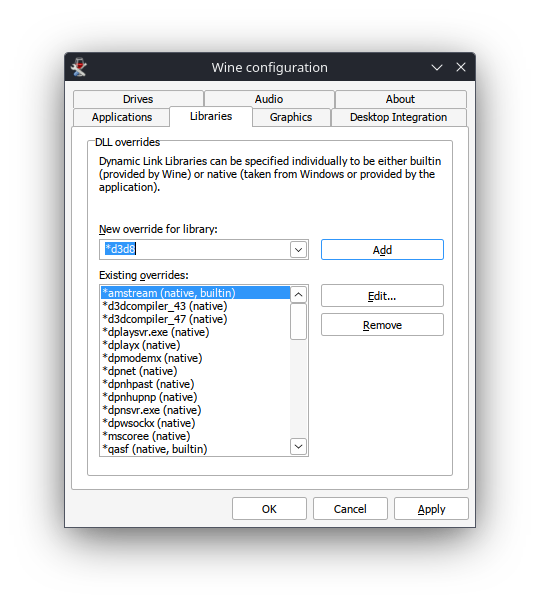 Wine configuration
Drives
Audio
About
Applications
Libraries
Graphics
Desktop Integration
DLL overrides
Dynamic Link Libraries can be specified individually to be either builtin
(provided by Wine) or native (taken from Windows or provided by the
application).
New override for library:
*d3d8
Add
Existing overrides:
*amstream (native, builtin)
*d3dcompiler_43 (native)
*d3dcompiler_47 (native)
*dplaysvr.exe (native)
*dplayx (native)
*dpmodemx (native)
*dpnet (native)
*dpnhpast (native)
*dpnhupnp (native)
*dpnsvr.exe (native)
*dpwsockx (native)
*mscoree (native)
*qasf (native, builtin)
Edit...
Remove
OK
Cancel
Apply